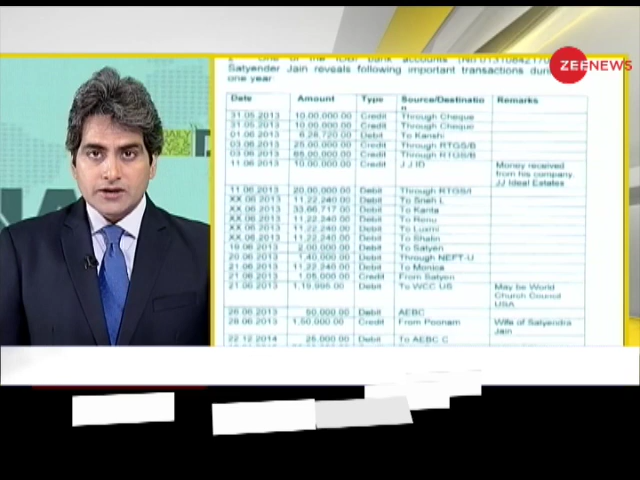 ZEE NEWS
Satyender Jain reveals following important transactions
one year
Date Amount Type Source/Destinatio n Remarks
31.05 2013 10,00,000.00 Credit Through Cheque
31.05 2013 10,00,000.00 Credit Through Cheque
01.06 2013 6,28,720.00 Debit To Kanshi
03.06 2013 25,00,000.00 Credit Through RTGS/B
03.06 2013 65,00,000.00 Credit Through RTGS/B
11.06 2013 10,00,000.00 Credit J J ID Money received from his company JJ Ideal Estates
11.06 2013 20,00,000.00 Debit Through RTGS/I
XX 06 2013 11,22,240.00 Debit To Sneh L
XX 06 2013 33,66,717.00 Debit To Kanta
XX 06 2013 11,22,240.00 Debit To Renu
XX 06 2013 11,22,240.00 Debit To Luxmi
XX 06 2013 11,22,240.00 Debit To Shalin
19.06 2013 2,00,000.00 Debit To Satyen
20.06 2013 1,40,000.00 Debit Through NEFT-U
21.06 2013 11,22,240.00 Debit To Monica
21.06 2013 1,05,000.00 Credit From Satyen
21.06 2013 1,19,995.00 Debit To WCC US May be World Church Council USA
26.06 2013 50,000.00 Debit AEBC
28.06 2013 1,50,000.00 Credit From Poonam Wife of Satyendra Jain
22 12 2014 25,000.00 Debit To AEBC C